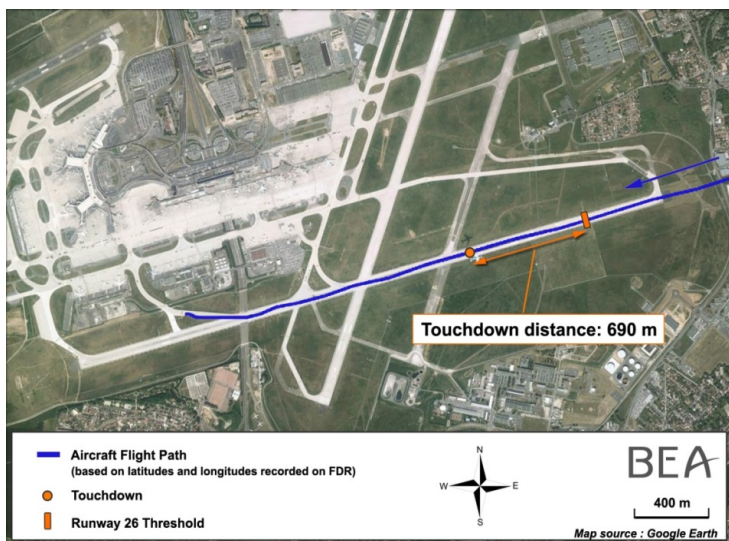 Touchdown distance: 690 m
Aircraft Flight Path
(based on latitudes and longitudes recorded on FDR)
Touchdown
Runway 26 Threshold
N
W E
S
BEA
400 m
Map source : Google Earth